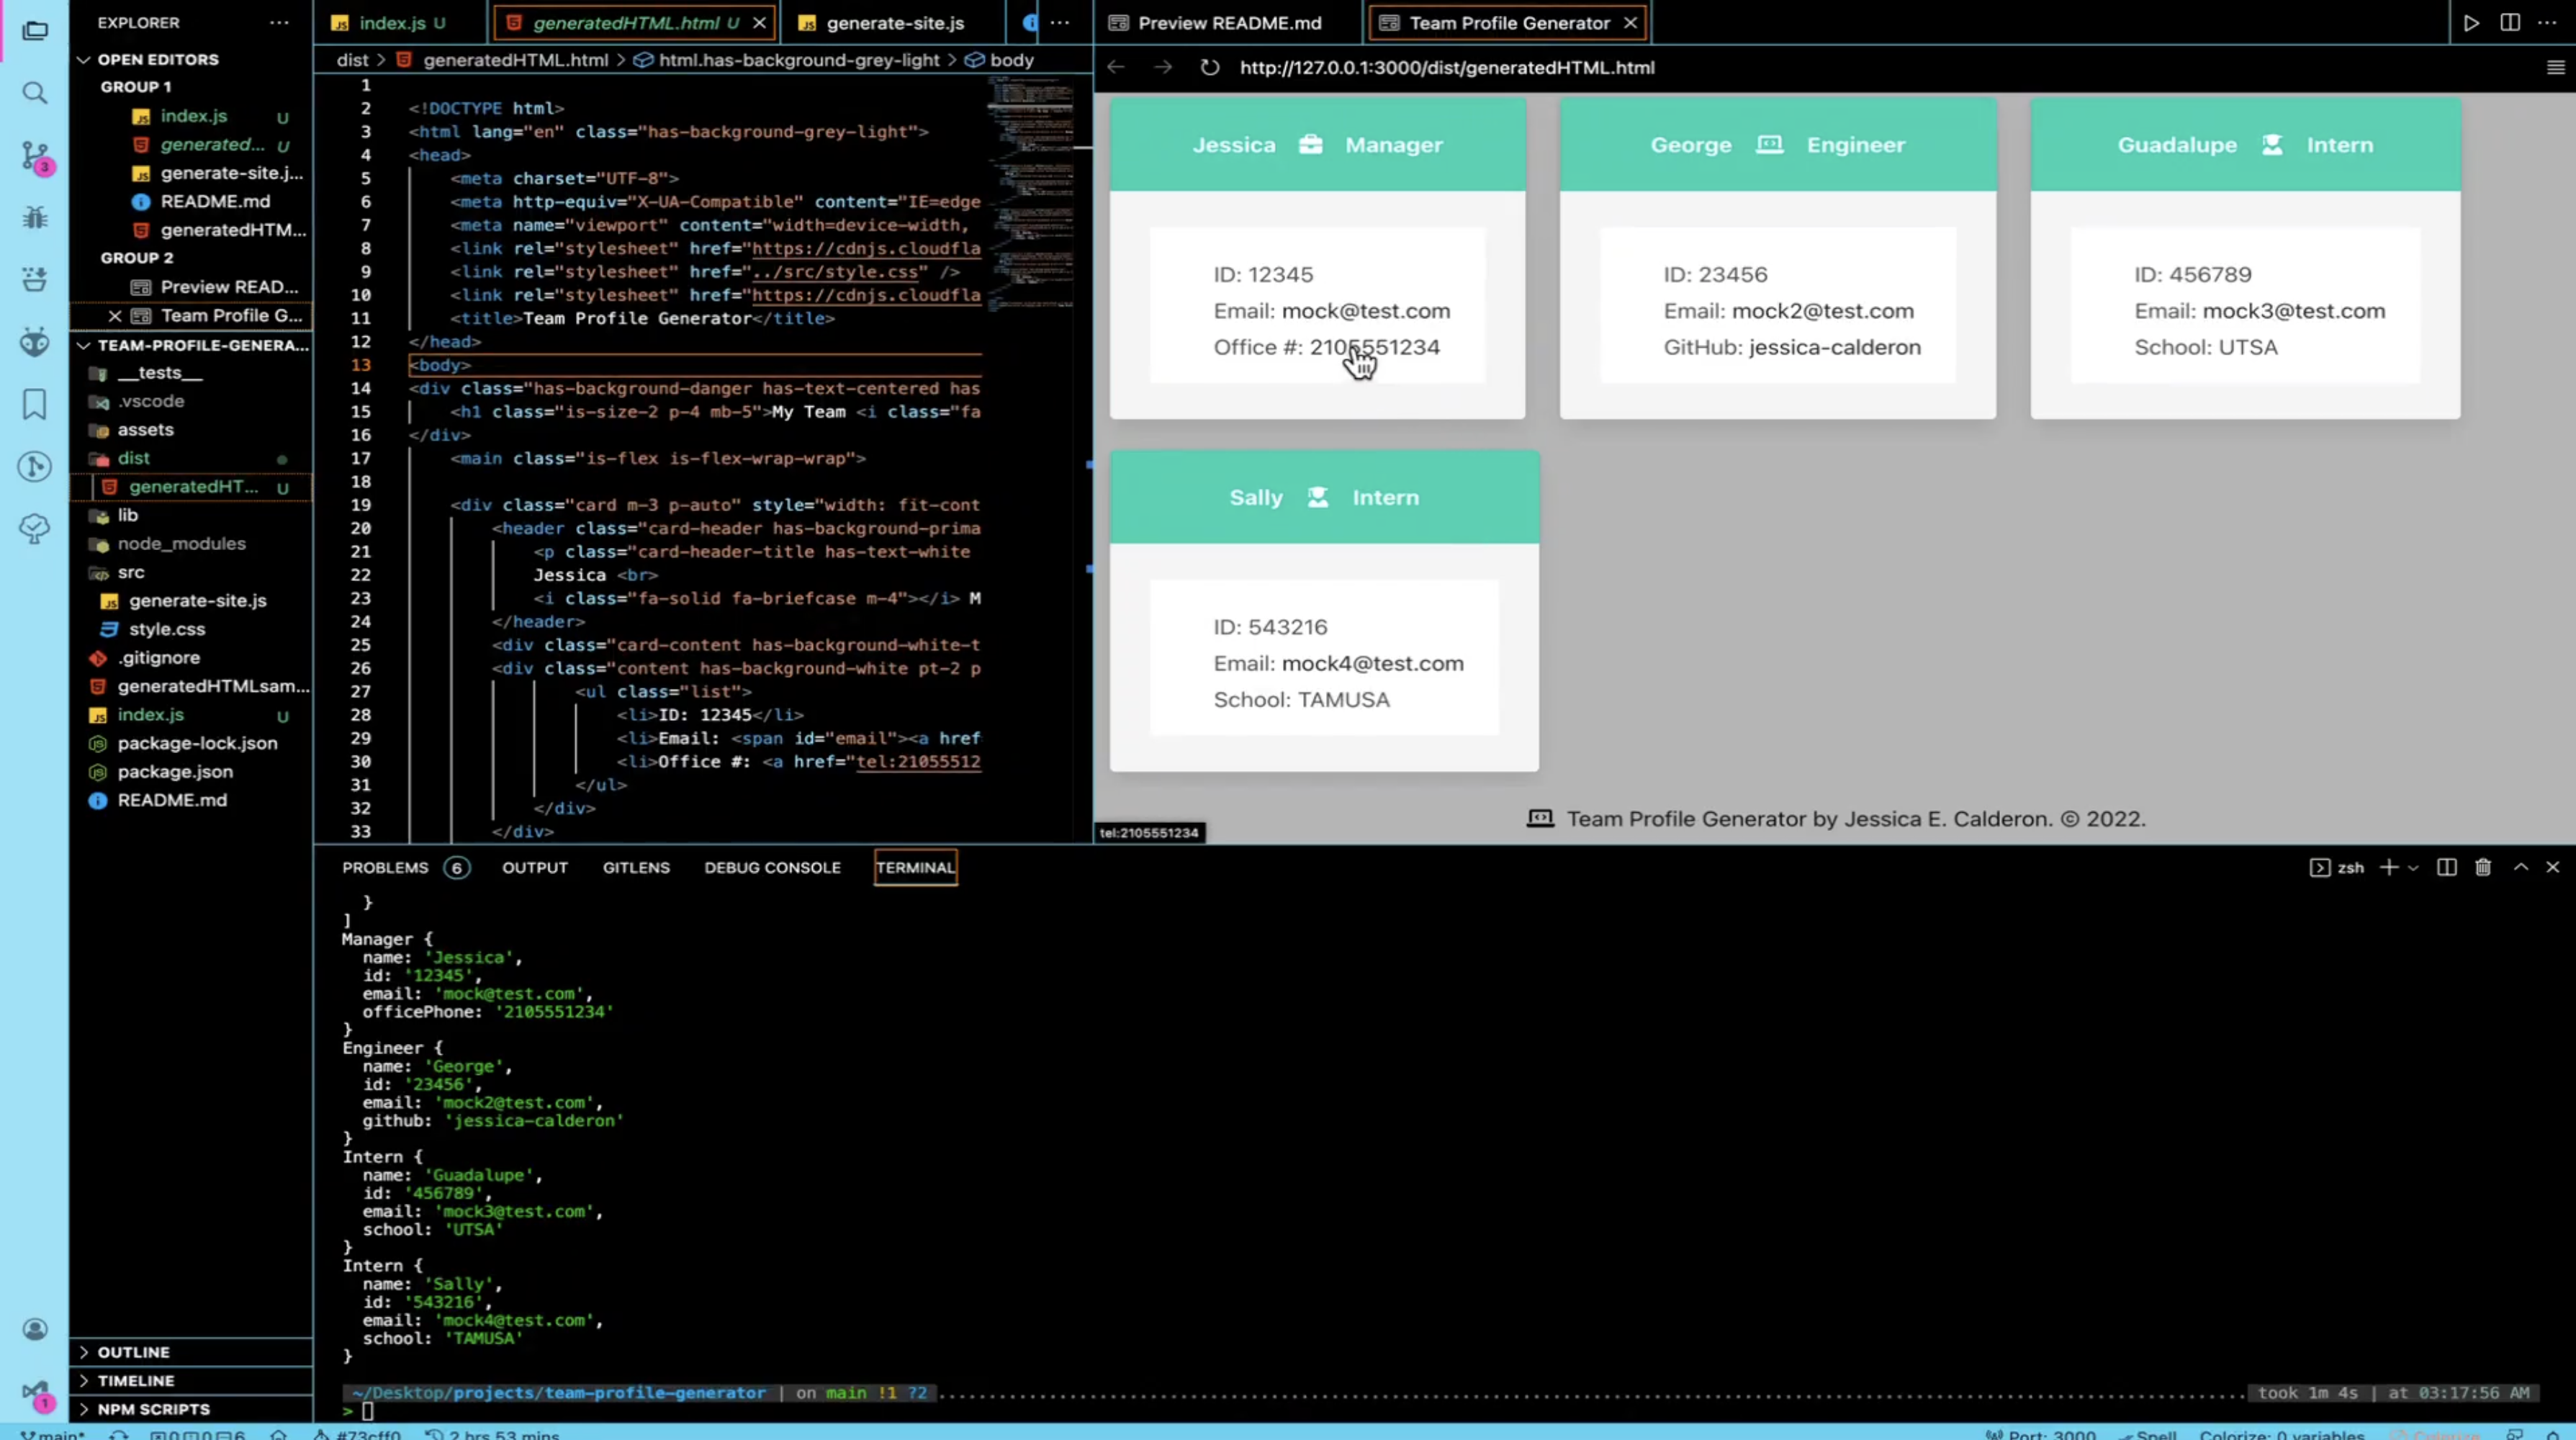 EXPLORER ···
OPEN EDITORS
GROUP 1
index.js U
generated... U
generate-site.j...
README.md
generatedHTM...
GROUP 2
Preview READ...
Team Profile G...
TEAM-PROFILE-GENERA...
__tests__
.vscode
assets
dist
generatedHT... U
lib
node_modules
src
generate-site.js
style.css
.gitignore
generatedHTMLsam...
index.js U
package-lock.json
package.json
README.md
OUTLINE
TIMELINE
NPM SCRIPTS
3
1
index.js U generatedHTML.html U generate-site.js ···
dist > generatedHTML.html > html.has-background-grey-light > body
1
2 <!DOCTYPE html>
3 <html lang="en" class="has-background-grey-light">
4 <head>
5 <meta charset="UTF-8">
6 <meta http-equiv="X-UA-Compatible" content="IE=edge
7 <meta name="viewport" content="width=device-width,
8 <link rel="stylesheet" href="https://cdnjs.cloudfla
9 <link rel="stylesheet" href="../src/style.css" />
10 <link rel="stylesheet" href="https://cdnjs.cloudfla
11 <title>Team Profile Generator</title>
12 </head>
13 <body>
14 <div class="has-background-danger has-text-centered has
15 <h1 class="is-size-2 p-4 mb-5">My Team <i class="fa
16 </div>
17 <main class="is-flex is-flex-wrap-wrap">
18
19 <div class="card m-3 p-auto" style="width: fit-cont
20 <header class="card-header has-background-prima
21 <p class="card-header-title has-text-white
22 Jessica <br>
23 <i class="fa-solid fa-briefcase m-4"></i> M
24 </header>
25 <div class="card-content has-background-white-t
26 <div class="content has-background-white pt-2 p
27 <ul class="list">
28 <li>ID: 12345</li>
29 <li>Email: <span id="email"><a href
30 <li>Office #: <a href="tel:21055512
31 </ul>
32 </div>
33 </div>
Preview README.md Team Profile Generator
http://127.0.0.1:3000/dist/generatedHTML.html
Jessica Manager
ID: 12345
Email: mock@test.com
Office #: 2105551234
George Engineer
ID: 23456
Email: mock2@test.com
GitHub: jessica-calderon
Guadalupe Intern
ID: 456789
Email: mock3@test.com
School: UTSA
Sally Intern
ID: 543216
Email: mock4@test.com
School: TAMUSA
Team Profile Generator by Jessica E. Calderon. © 2022.
tel:2105551234
PROBLEMS 6 OUTPUT GITLENS DEBUG CONSOLE TERMINAL
zsh
}
]
Manager {
name: 'Jessica',
id: '12345',
email: 'mock@test.com',
officePhone: '2105551234'
}
Engineer {
name: 'George',
id: '23456',
email: 'mock2@test.com',
github: 'jessica-calderon'
}
Intern {
name: 'Guadalupe',
id: '456789',
email: 'mock3@test.com',
school: 'UTSA'
}
Intern {
name: 'Sally',
id: '543216',
email: 'mock4@test.com',
school: 'TAMUSA'
}
~/Desktop/projects/team-profile-generator | on main !1 ?2 took 1m 4s | at 03:17:56 AM
>
main* 0 0 6 #73cff0 2 hrs 53 mins Port: 3000 Spell Colorize: 0 variables